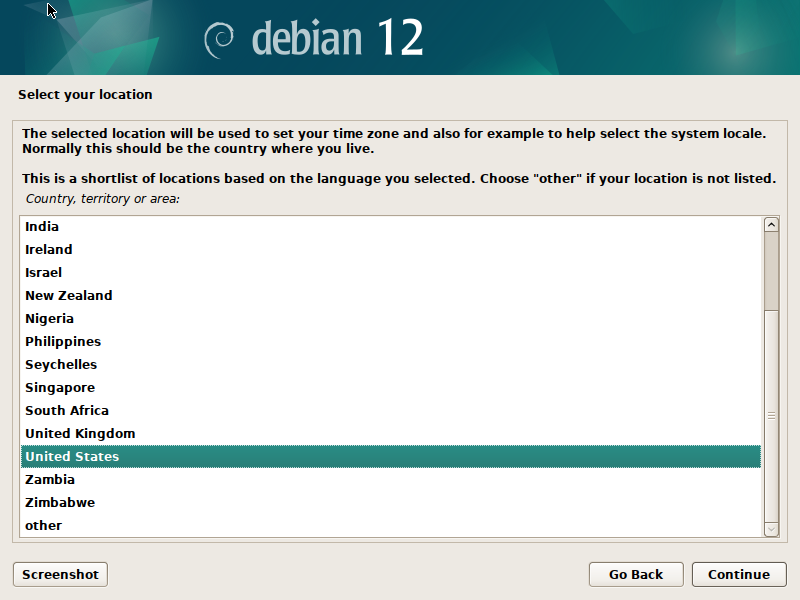 debian 12
Select your location
The selected location will be used to set your time zone and also for example to help select the system locale.
Normally this should be the country where you live.
This is a shortlist of locations based on the language you selected. Choose "other" if your location is not listed.
Country, territory or area:
India
Ireland
Israel
New Zealand
Nigeria
Philippines
Seychelles
Singapore
South Africa
United Kingdom
United States
Zambia
Zimbabwe
other
Screenshot
Go Back
Continue